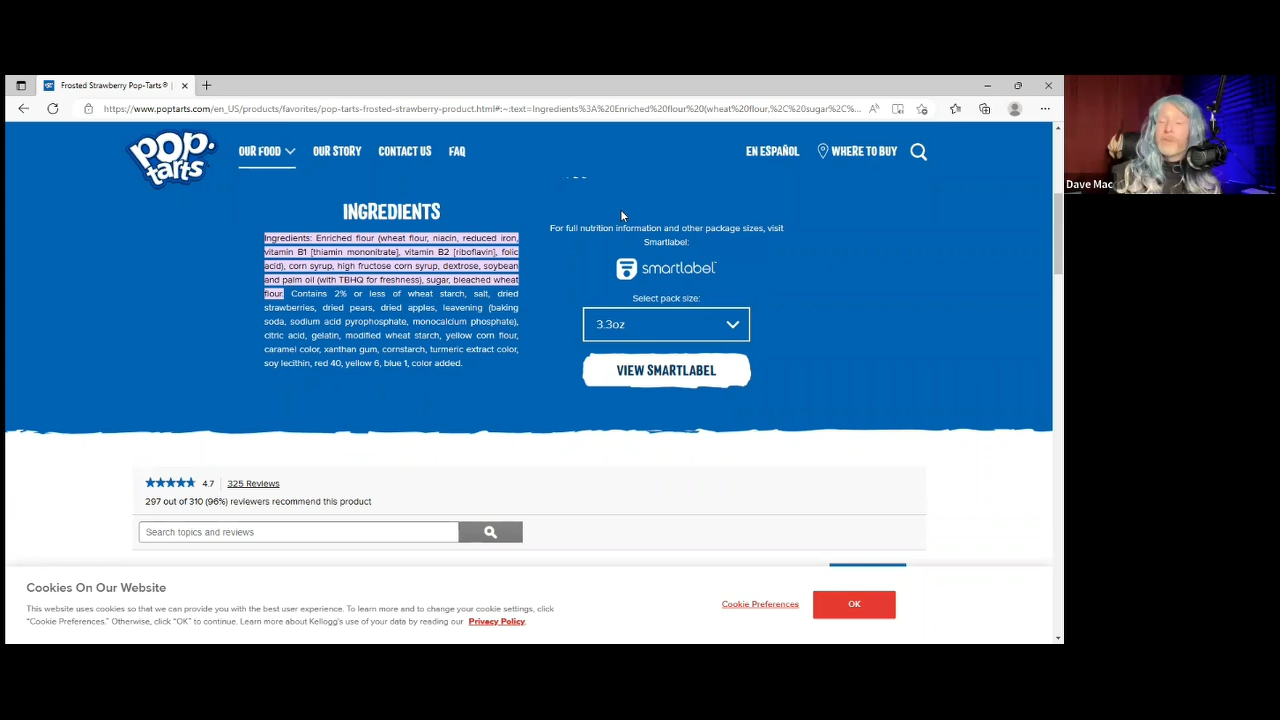 Frosted Strawberry Pop-Tarts® |
https://www.poptarts.com/en_US/products/favorites/pop-tarts-frosted-strawberry-product.html#:~:text=Ingredients%3A%20Enriched%20flour%20(wheat%20flour,%2C%20sugar%2C%...
pop.
tarts
OUR FOOD
OUR STORY
CONTACT US
FAQ
EN ESPAÑOL
WHERE TO BUY
INGREDIENTS
Ingredients: Enriched flour (wheat flour, niacin, reduced iron,
vitamin B1 [thiamin mononitrate], vitamin B2 [riboflavin], folic
acid), corn syrup, high fructose corn syrup, dextrose, soybean
and palm oil (with TBHQ for freshness), sugar, bleached wheat
flour. Contains 2% or less of wheat starch, salt, dried
strawberries, dried pears, dried apples, leavening (baking
soda, sodium acid pyrophosphate, monocalcium phosphate),
citric acid, gelatin, modified wheat starch, yellow corn flour,
caramel color, xanthan gum, cornstarch, turmeric extract color,
soy lecithin, red 40, yellow 6, blue 1, color added.
For full nutrition information and other package sizes, visit
Smartlabel:
smartlabel™
Select pack size:
3.3oz
VIEW SMARTLABEL
Dave Mac
4.7
325 Reviews
297 out of 310 (96%) reviewers recommend this product
Search topics and reviews
Cookies On Our Website
This website uses cookies so that we can provide you with the best user experience. To learn more and to change your cookie settings, click
"Cookie Preferences." Otherwise, click "OK" to continue. Learn more about Kellogg's use of your data by reading our Privacy Policy.
Cookie Preferences
OK